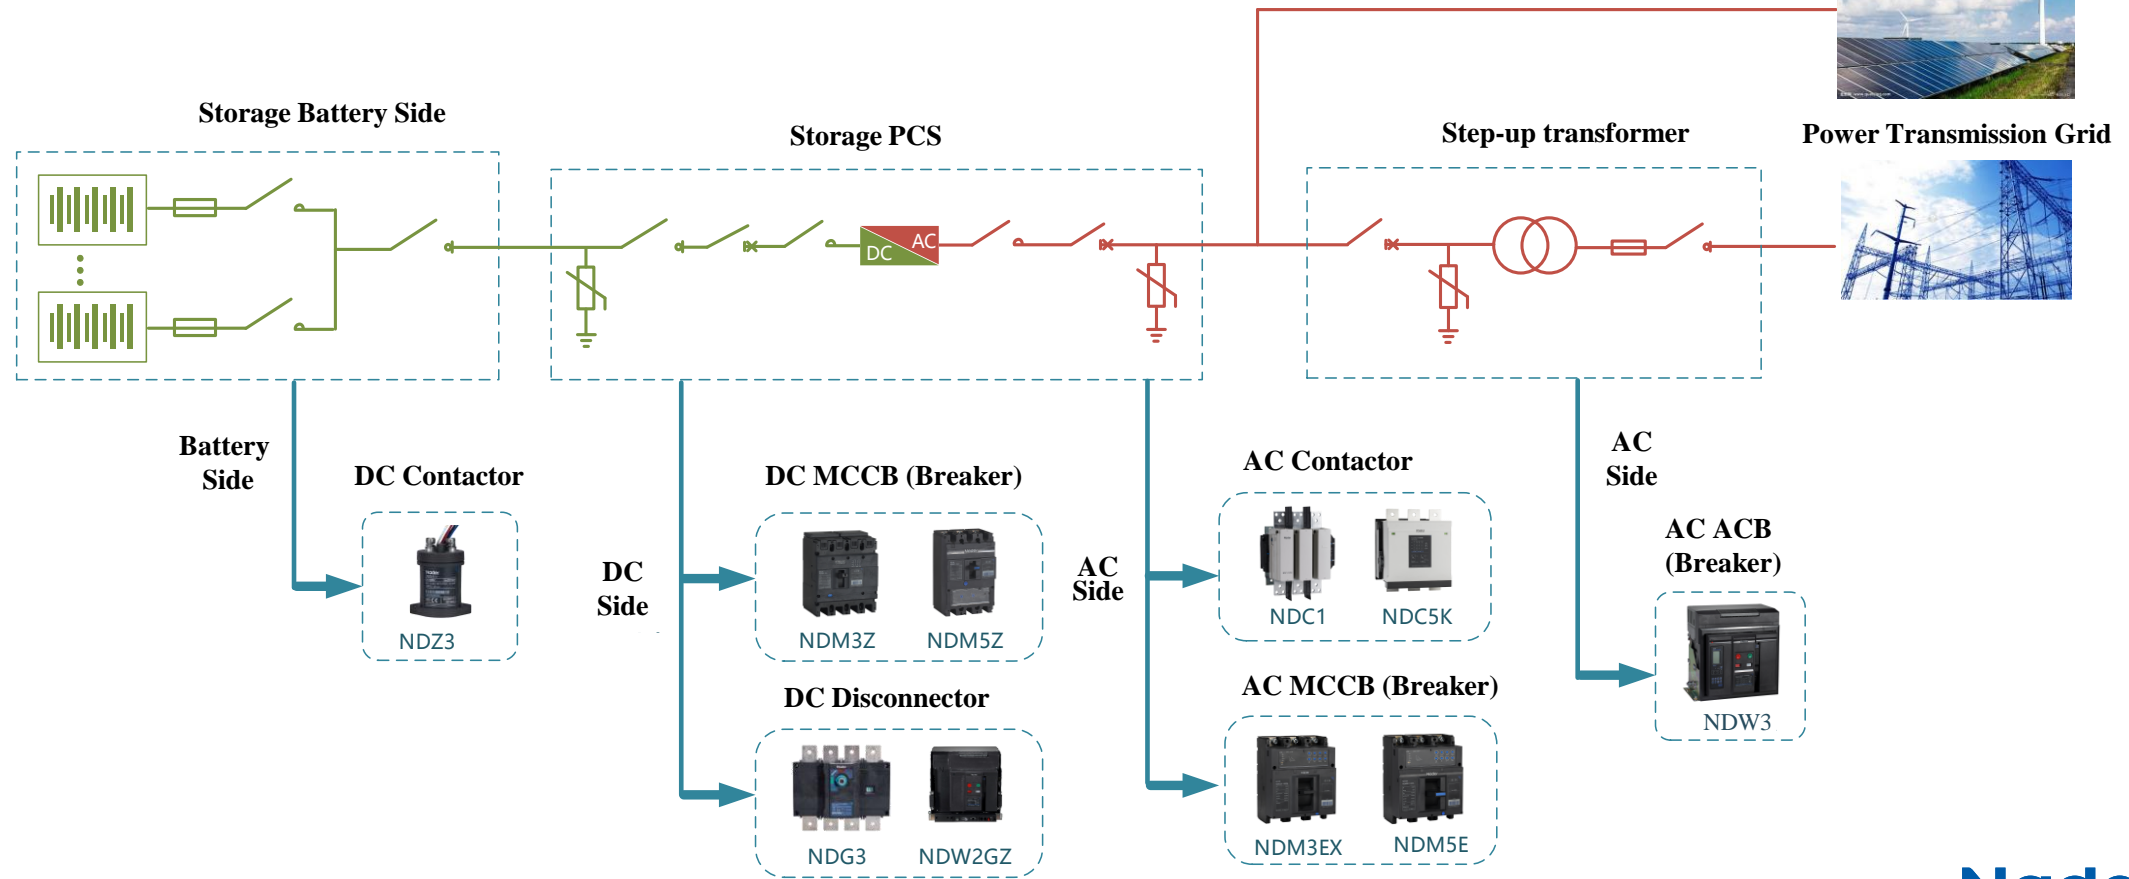 Storage Battery Side
Storage PCS
Step-up transformer
Power Transmission Grid
AC
DC
Battery
Side
DC Contactor
NDZ3
DC
Side
DC MCCB (Breaker)
NDM3Z NDM5Z
DC Disconnector
NDG3 NDW2GZ
AC
Side
AC Contactor
NDC1 NDC5K
AC MCCB (Breaker)
NDM3EX NDM5E
AC
Side
AC ACB
(Breaker)
NDW3